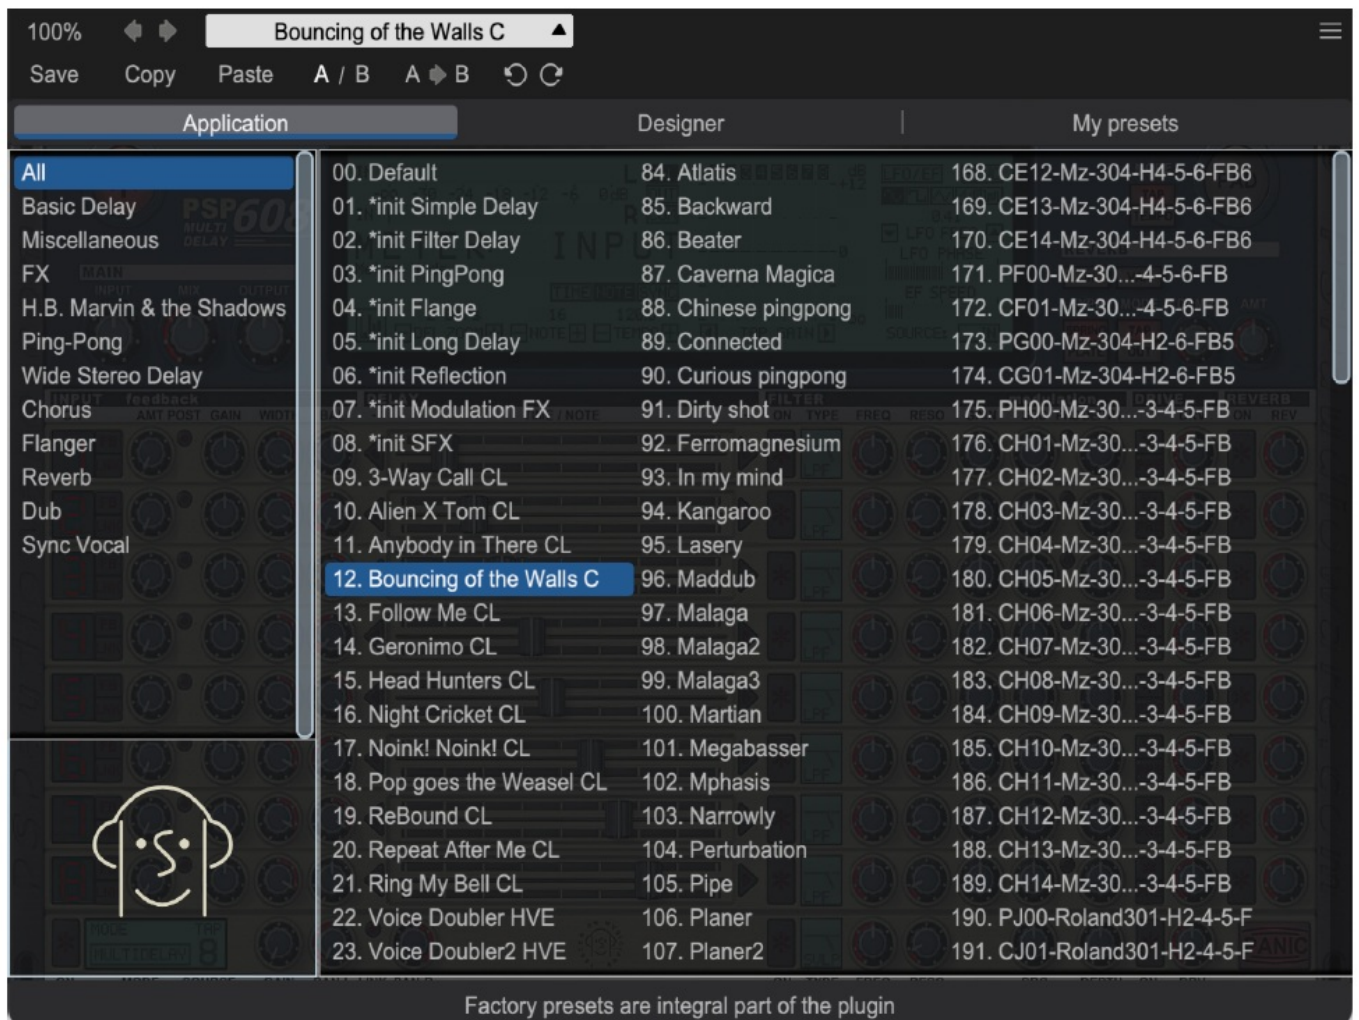 100% Bouncing of the Walls C
Save Copy Paste A / B A B
Application Designer My presets
All
Basic Delay
Miscellaneous
FX
H.B. Marvin & the Shadows
Ping-Pong
Wide Stereo Delay
Chorus
Flanger
Reverb
Dub
Sync Vocal
00. Default
01. *init Simple Delay
02. *init Filter Delay
03. *init PingPong
04. *init Flange
05. *init Long Delay
06. *init Reflection
07. *init Modulation FX
08. *init SFX
09. 3-Way Call CL
10. Alien X Tom CL
11. Anybody in There CL
12. Bouncing of the Walls C
13. Follow Me CL
14. Geronimo CL
15. Head Hunters CL
16. Night Cricket CL
17. Noink! Noink! CL
18. Pop goes the Weasel CL
19. ReBound CL
20. Repeat After Me CL
21. Ring My Bell CL
22. Voice Doubler HVE
23. Voice Doubler2 HVE
84. Atlatis
85. Backward
86. Beater
87. Caverna Magica
88. Chinese pingpong
89. Connected
90. Curious pingpong
91. Dirty shot
92. Ferromagnesium
93. In my mind
94. Kangaroo
95. Lasery
96. Maddub
97. Malaga
98. Malaga2
99. Malaga3
100. Martian
101. Megabasser
102. Mphasis
103. Narrowly
104. Perturbation
105. Pipe
106. Planer
107. Planer2
168. CE12-Mz-304-H4-5-6-FB6
169. CE13-Mz-304-H4-5-6-FB6
170. CE14-Mz-304-H4-5-6-FB6
171. PF00-Mz-30...-4-5-6-FB
172. CF01-Mz-30...-4-5-6-FB
173. PG00-Mz-304-H2-6-FB5
174. CG01-Mz-304-H2-6-FB5
175. PH00-Mz-30...-3-4-5-FB
176. CH01-Mz-30...-3-4-5-FB
177. CH02-Mz-30...-3-4-5-FB
178. CH03-Mz-30...-3-4-5-FB
179. CH04-Mz-30...-3-4-5-FB
180. CH05-Mz-30...-3-4-5-FB
181. CH06-Mz-30...-3-4-5-FB
182. CH07-Mz-30...-3-4-5-FB
183. CH08-Mz-30...-3-4-5-FB
184. CH09-Mz-30...-3-4-5-FB
185. CH10-Mz-30...-3-4-5-FB
186. CH11-Mz-30...-3-4-5-FB
187. CH12-Mz-30...-3-4-5-FB
188. CH13-Mz-30...-3-4-5-FB
189. CH14-Mz-30...-3-4-5-FB
190. PJ00-Roland301-H2-4-5-F
191. CJ01-Roland301-H2-4-5-F
Factory presets are integral part of the plugin